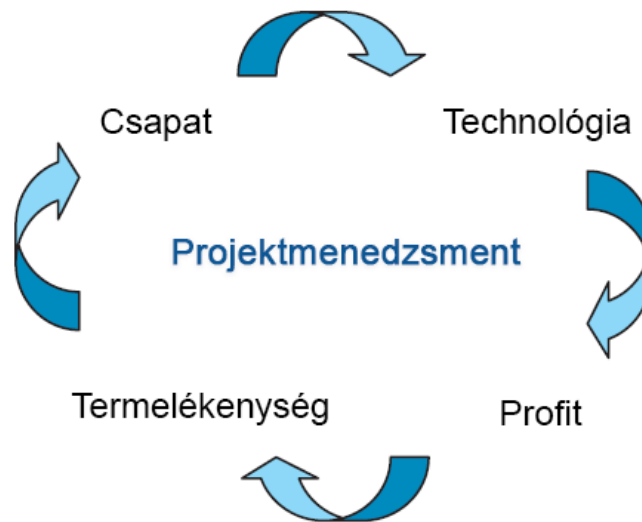 Csapat
Technológia
Projektmenedzsment
Termelékenység
Profit